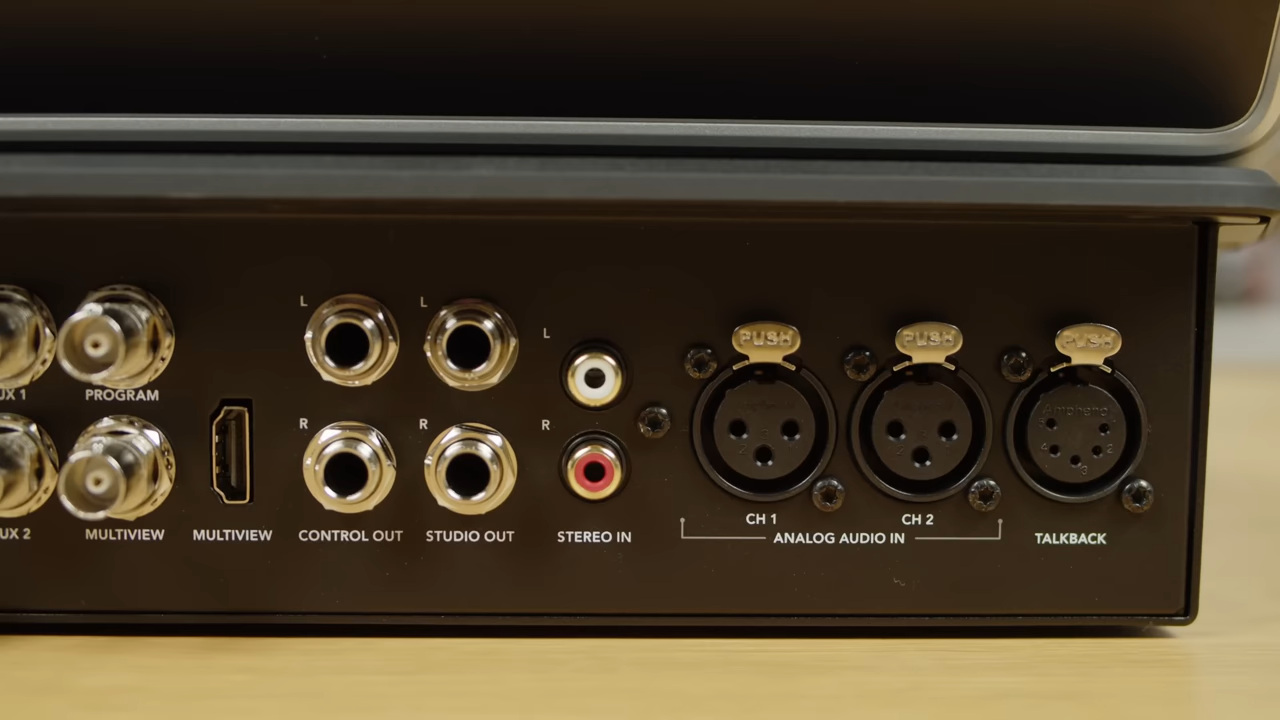 L
L
L
PUSH
PUSH
PUSH
UX 1
PROGRAM
R
R
R
Amphenol
UX 2
MULTIVIEW
MULTIVIEW
CONTROL OUT
STUDIO OUT
STEREO IN
CH 1
CH 2
ANALOG AUDIO IN
TALKBACK